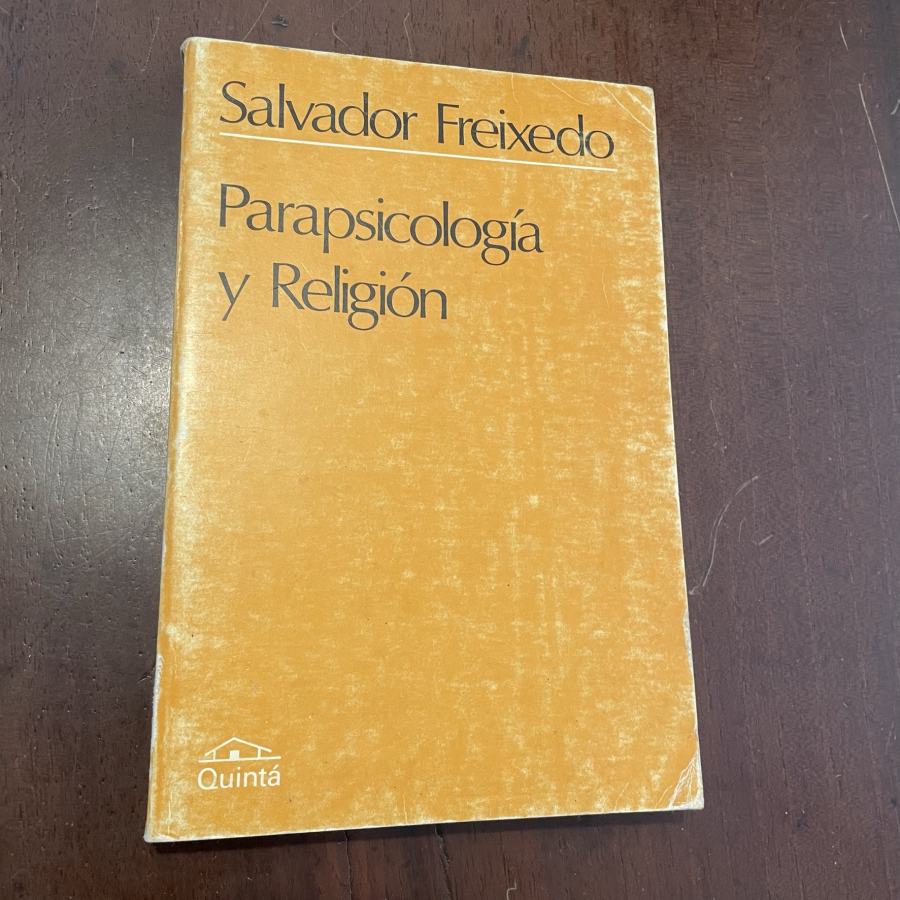 Salvador Freixedo
Parapsicología
y Religión
Quintá